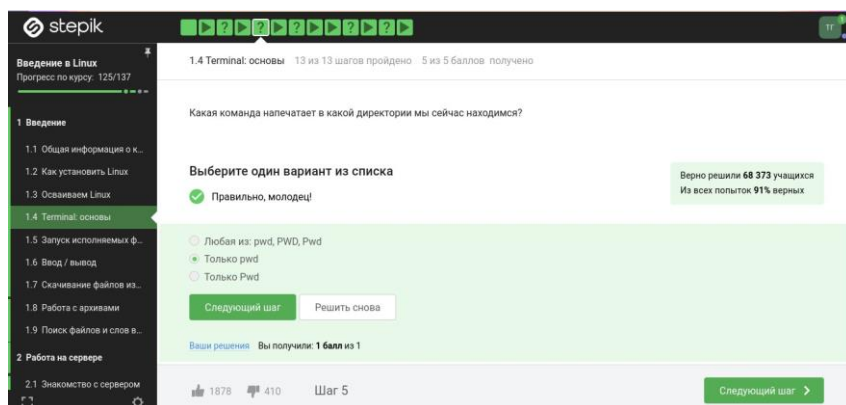 stepik
ТГ
1
Введение в Linux
Прогресс по курсу: 125/137
1 Введение
1.1 Общая информация о к...
1.2 Как установить Linux
1.3 Осваиваем Linux
1.4 Terminal: основы
1.5 Запуск исполняемых ф...
1.6 Ввод / вывод
1.7 Скачивание файлов из...
1.8 Работа с архивами
1.9 Поиск файлов и слов в...
2 Работа на сервере
2.1 Знакомство с сервером
1.4 Terminal: основы 13 из 13 шагов пройдено 5 из 5 баллов получено
Какая команда напечатает в какой директории мы сейчас находимся?
Выберите один вариант из списка
Правильно, молодец!
Верно решили 68 373 учащихся
Из всех попыток 91% верных
Любая из: pwd, PWD, Pwd
Только pwd
Только Pwd
Следующий шаг Решить снова
Ваши решения Вы получили: 1 балл из 1
1878 410 Шаг 5 Следующий шаг